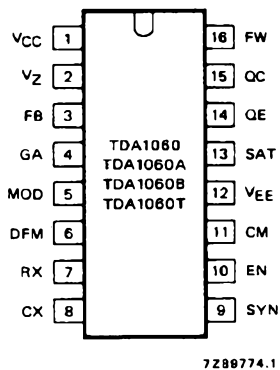 VCC 1
VZ 2
FB 3
GA 4
MOD 5
DFM 6
RX 7
CX 8
TDA1060
TDA1060A
TDA1060B
TDA1060T
16 FW
15 QC
14 QE
13 SAT
12 VEE
11 CM
10 EN
9 SYN
7Z89774.1